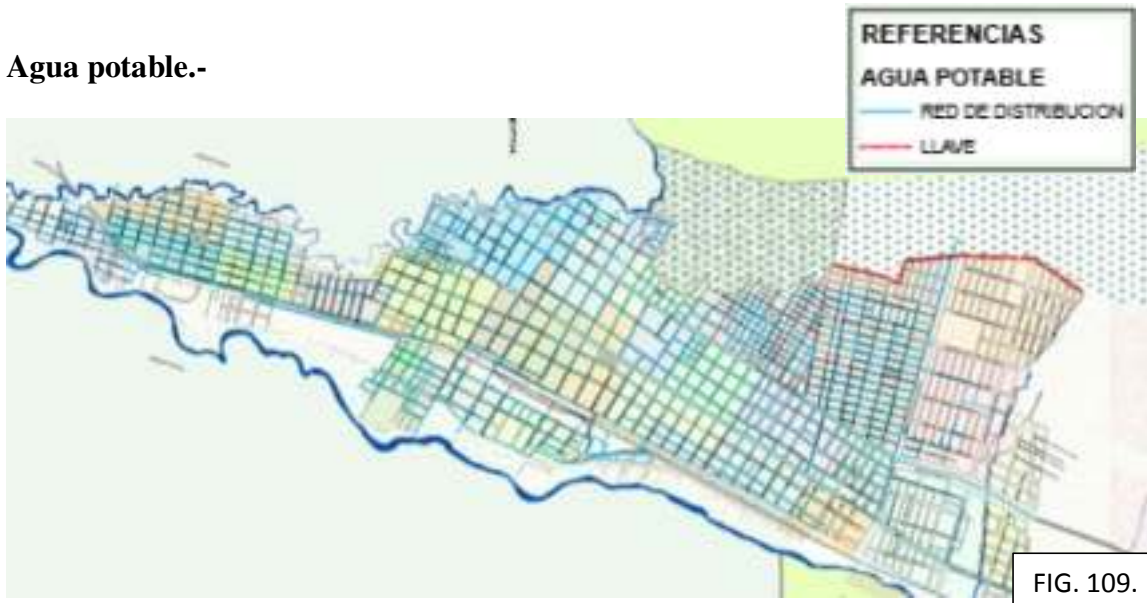 Agua potable.-
REFERENCIAS
AGUA POTABLE
RED DE DISTRIBUCION
LLAVE
FIG. 109.